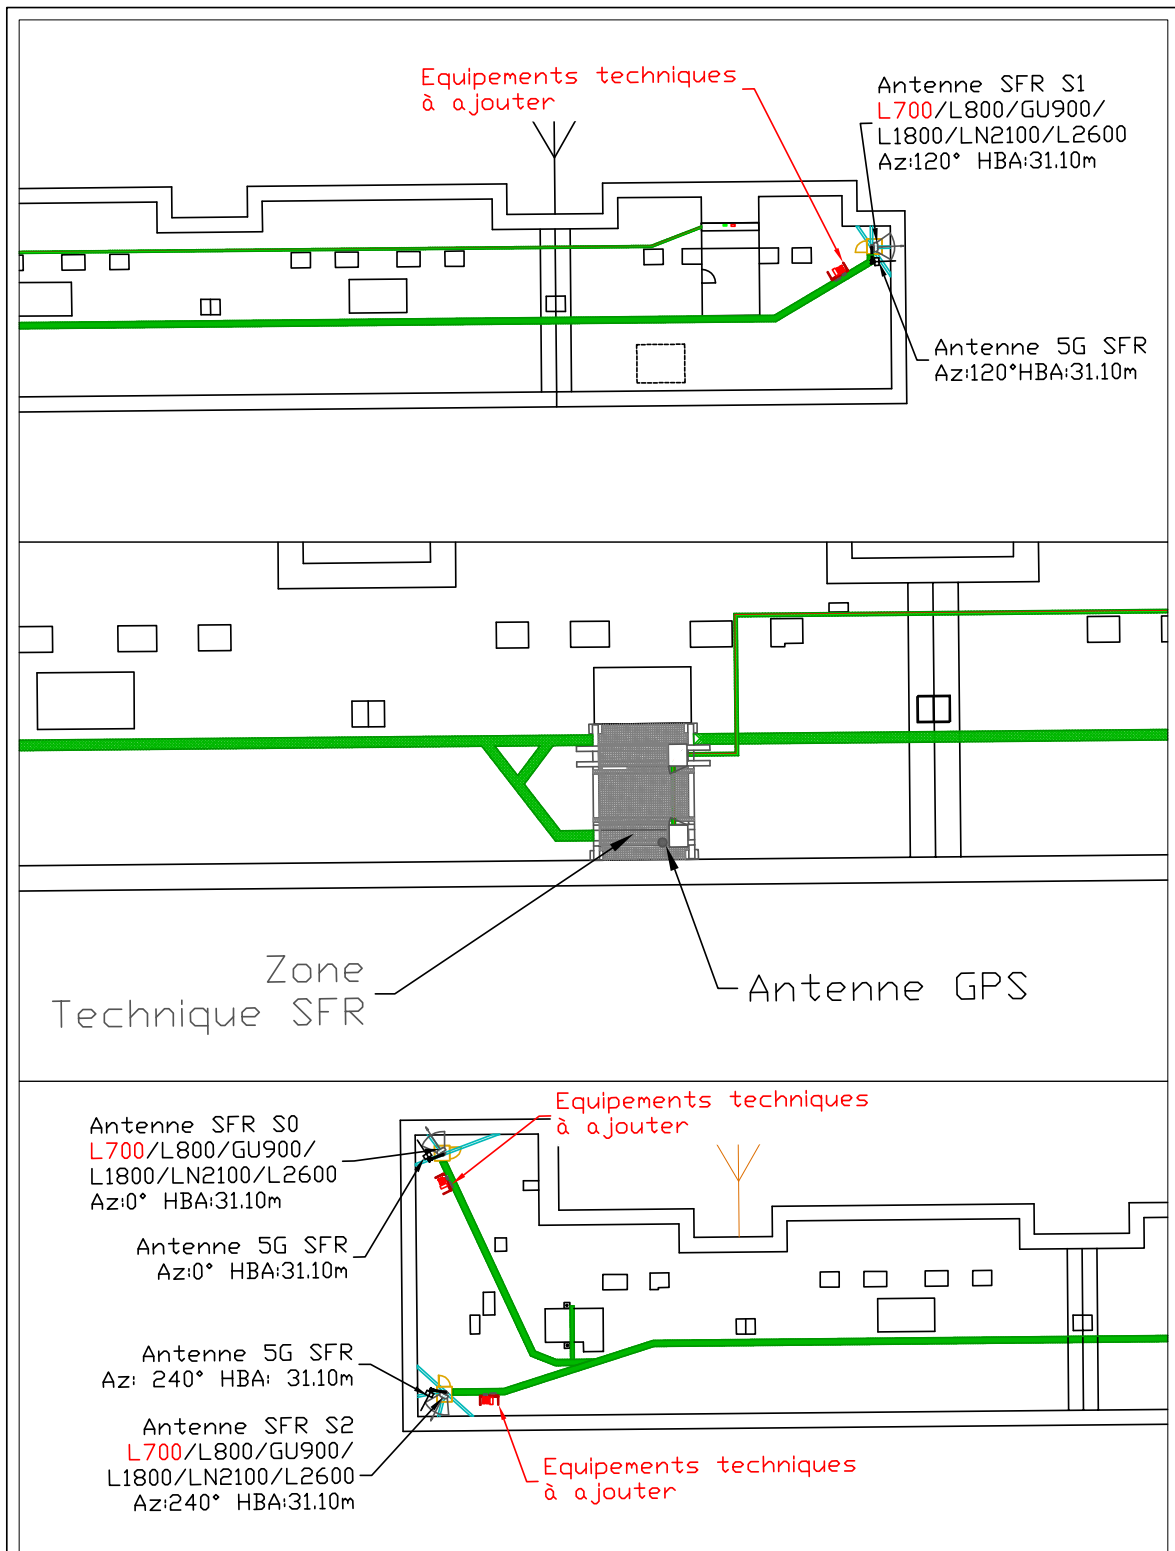 Equipements techniques
à ajouter
Antenne SFR S1
L700/L800/GU900/
L1800/LN2100/L2600
Az:120° HBA:31.10m
Antenne 5G SFR
Az:120°HBA:31.10m
Zone
Technique SFR
Antenne GPS
Equipements techniques
à ajouter
Antenne SFR S0
L700/L800/GU900/
L1800/LN2100/L2600
Az:0° HBA:31.10m
Antenne 5G SFR
Az:0° HBA:31.10m
Antenne 5G SFR
Az: 240° HBA: 31.10m
Antenne SFR S2
L700/L800/GU900/
L1800/LN2100/L2600
Az:240° HBA:31.10m
Equipements techniques
à ajouter